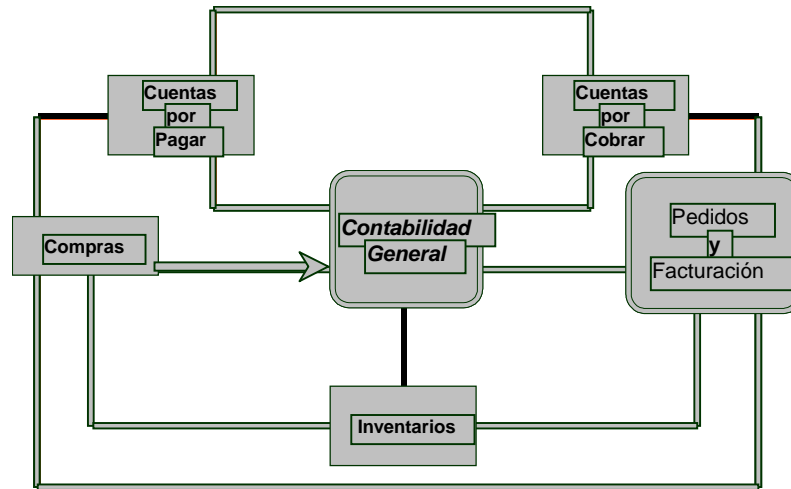 Cuentas
por
Pagar
Cuentas
por
Cobrar
Contabilidad
General
Pedidos
y
Facturación
Compras
Inventarios